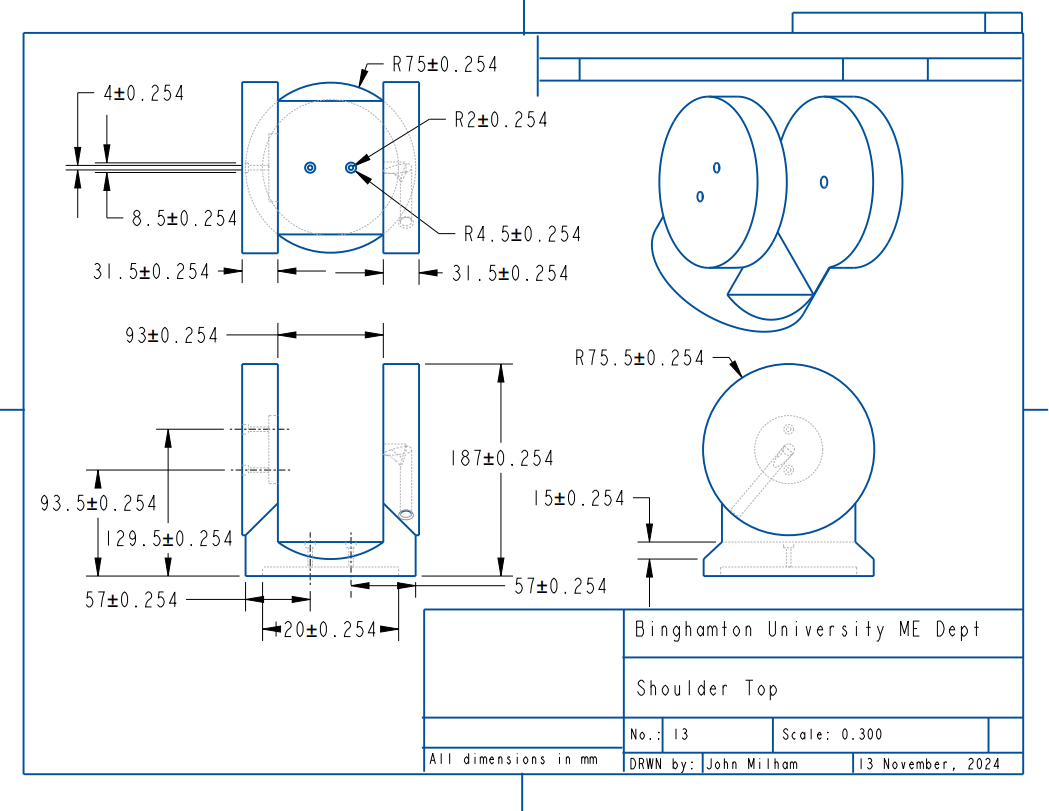 R75±0.254
4±0.254
R2±0.254
8.5±0.254
R4.5±0.254
31.5±0.254
31.5±0.254
93±0.254
R75.5±0.254
187±0.254
15±0.254
93.5±0.254
129.5±0.254
57±0.254
57±0.254
120±0.254
Binghamton University ME Dept
Shoulder Top
No.: 13 Scale: 0.300
All dimensions in mm
DRWN by: John Milham 13 November, 2024